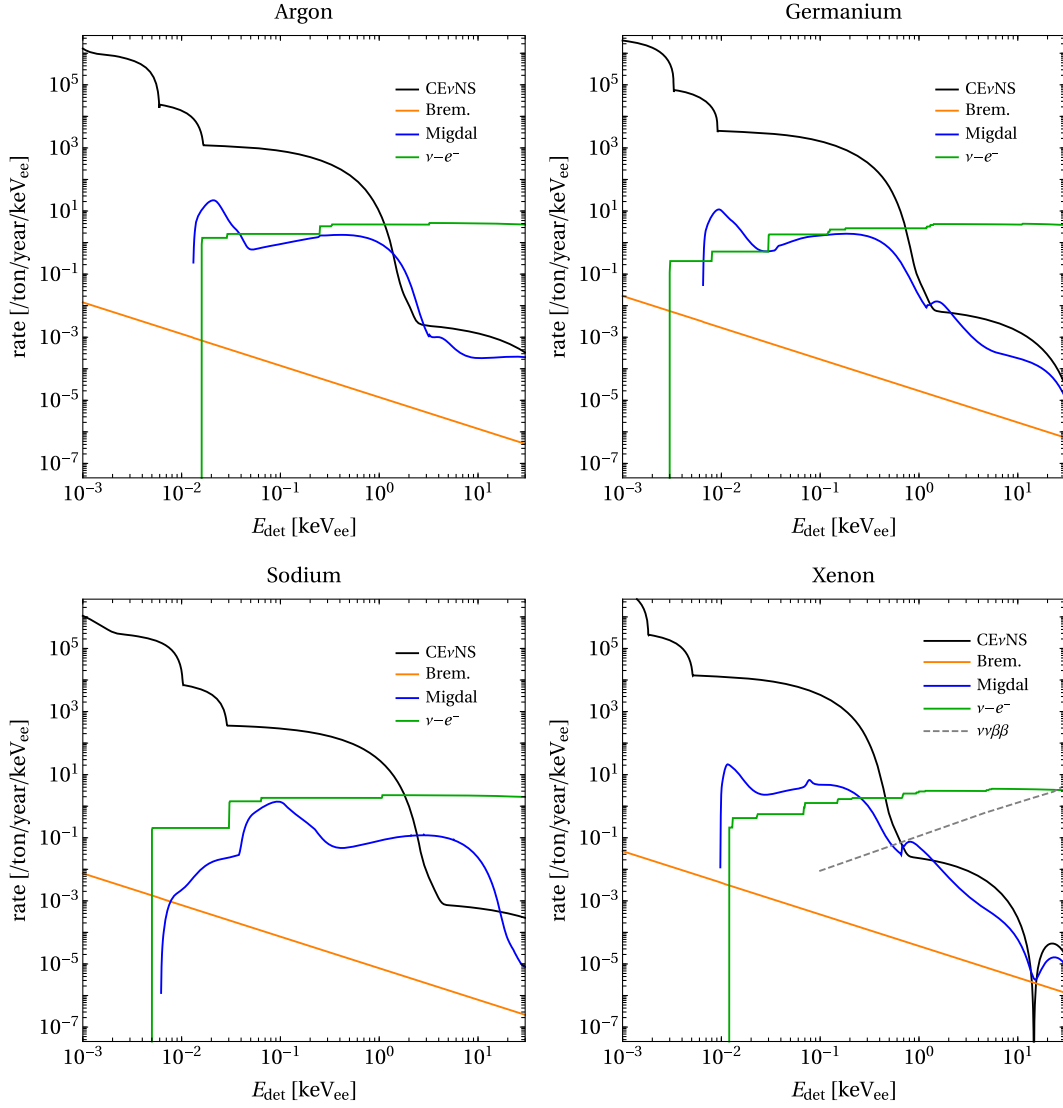 Argon
10⁵
10³
10¹
10⁻¹
10⁻³
10⁻⁵
10⁻⁷
rate [/ton/year/keVₑₑ]
CEνNS
Brem.
Migdal
ν−e⁻
10⁻³ 10⁻² 10⁻¹ 10⁰ 10¹
E_det [keVₑₑ]
Germanium
10⁵
10³
10¹
10⁻¹
10⁻³
10⁻⁵
10⁻⁷
rate [/ton/year/keVₑₑ]
CEνNS
Brem.
Migdal
ν−e⁻
10⁻³ 10⁻² 10⁻¹ 10⁰ 10¹
E_det [keVₑₑ]
Sodium
10⁵
10³
10¹
10⁻¹
10⁻³
10⁻⁵
10⁻⁷
rate [/ton/year/keVₑₑ]
CEνNS
Brem.
Migdal
ν−e⁻
10⁻³ 10⁻² 10⁻¹ 10⁰ 10¹
E_det [keVₑₑ]
Xenon
10⁵
10³
10¹
10⁻¹
10⁻³
10⁻⁵
10⁻⁷
rate [/ton/year/keVₑₑ]
CEνNS
Brem.
Migdal
ν−e⁻
ννββ
10⁻³ 10⁻² 10⁻¹ 10⁰ 10¹
E_det [keVₑₑ]